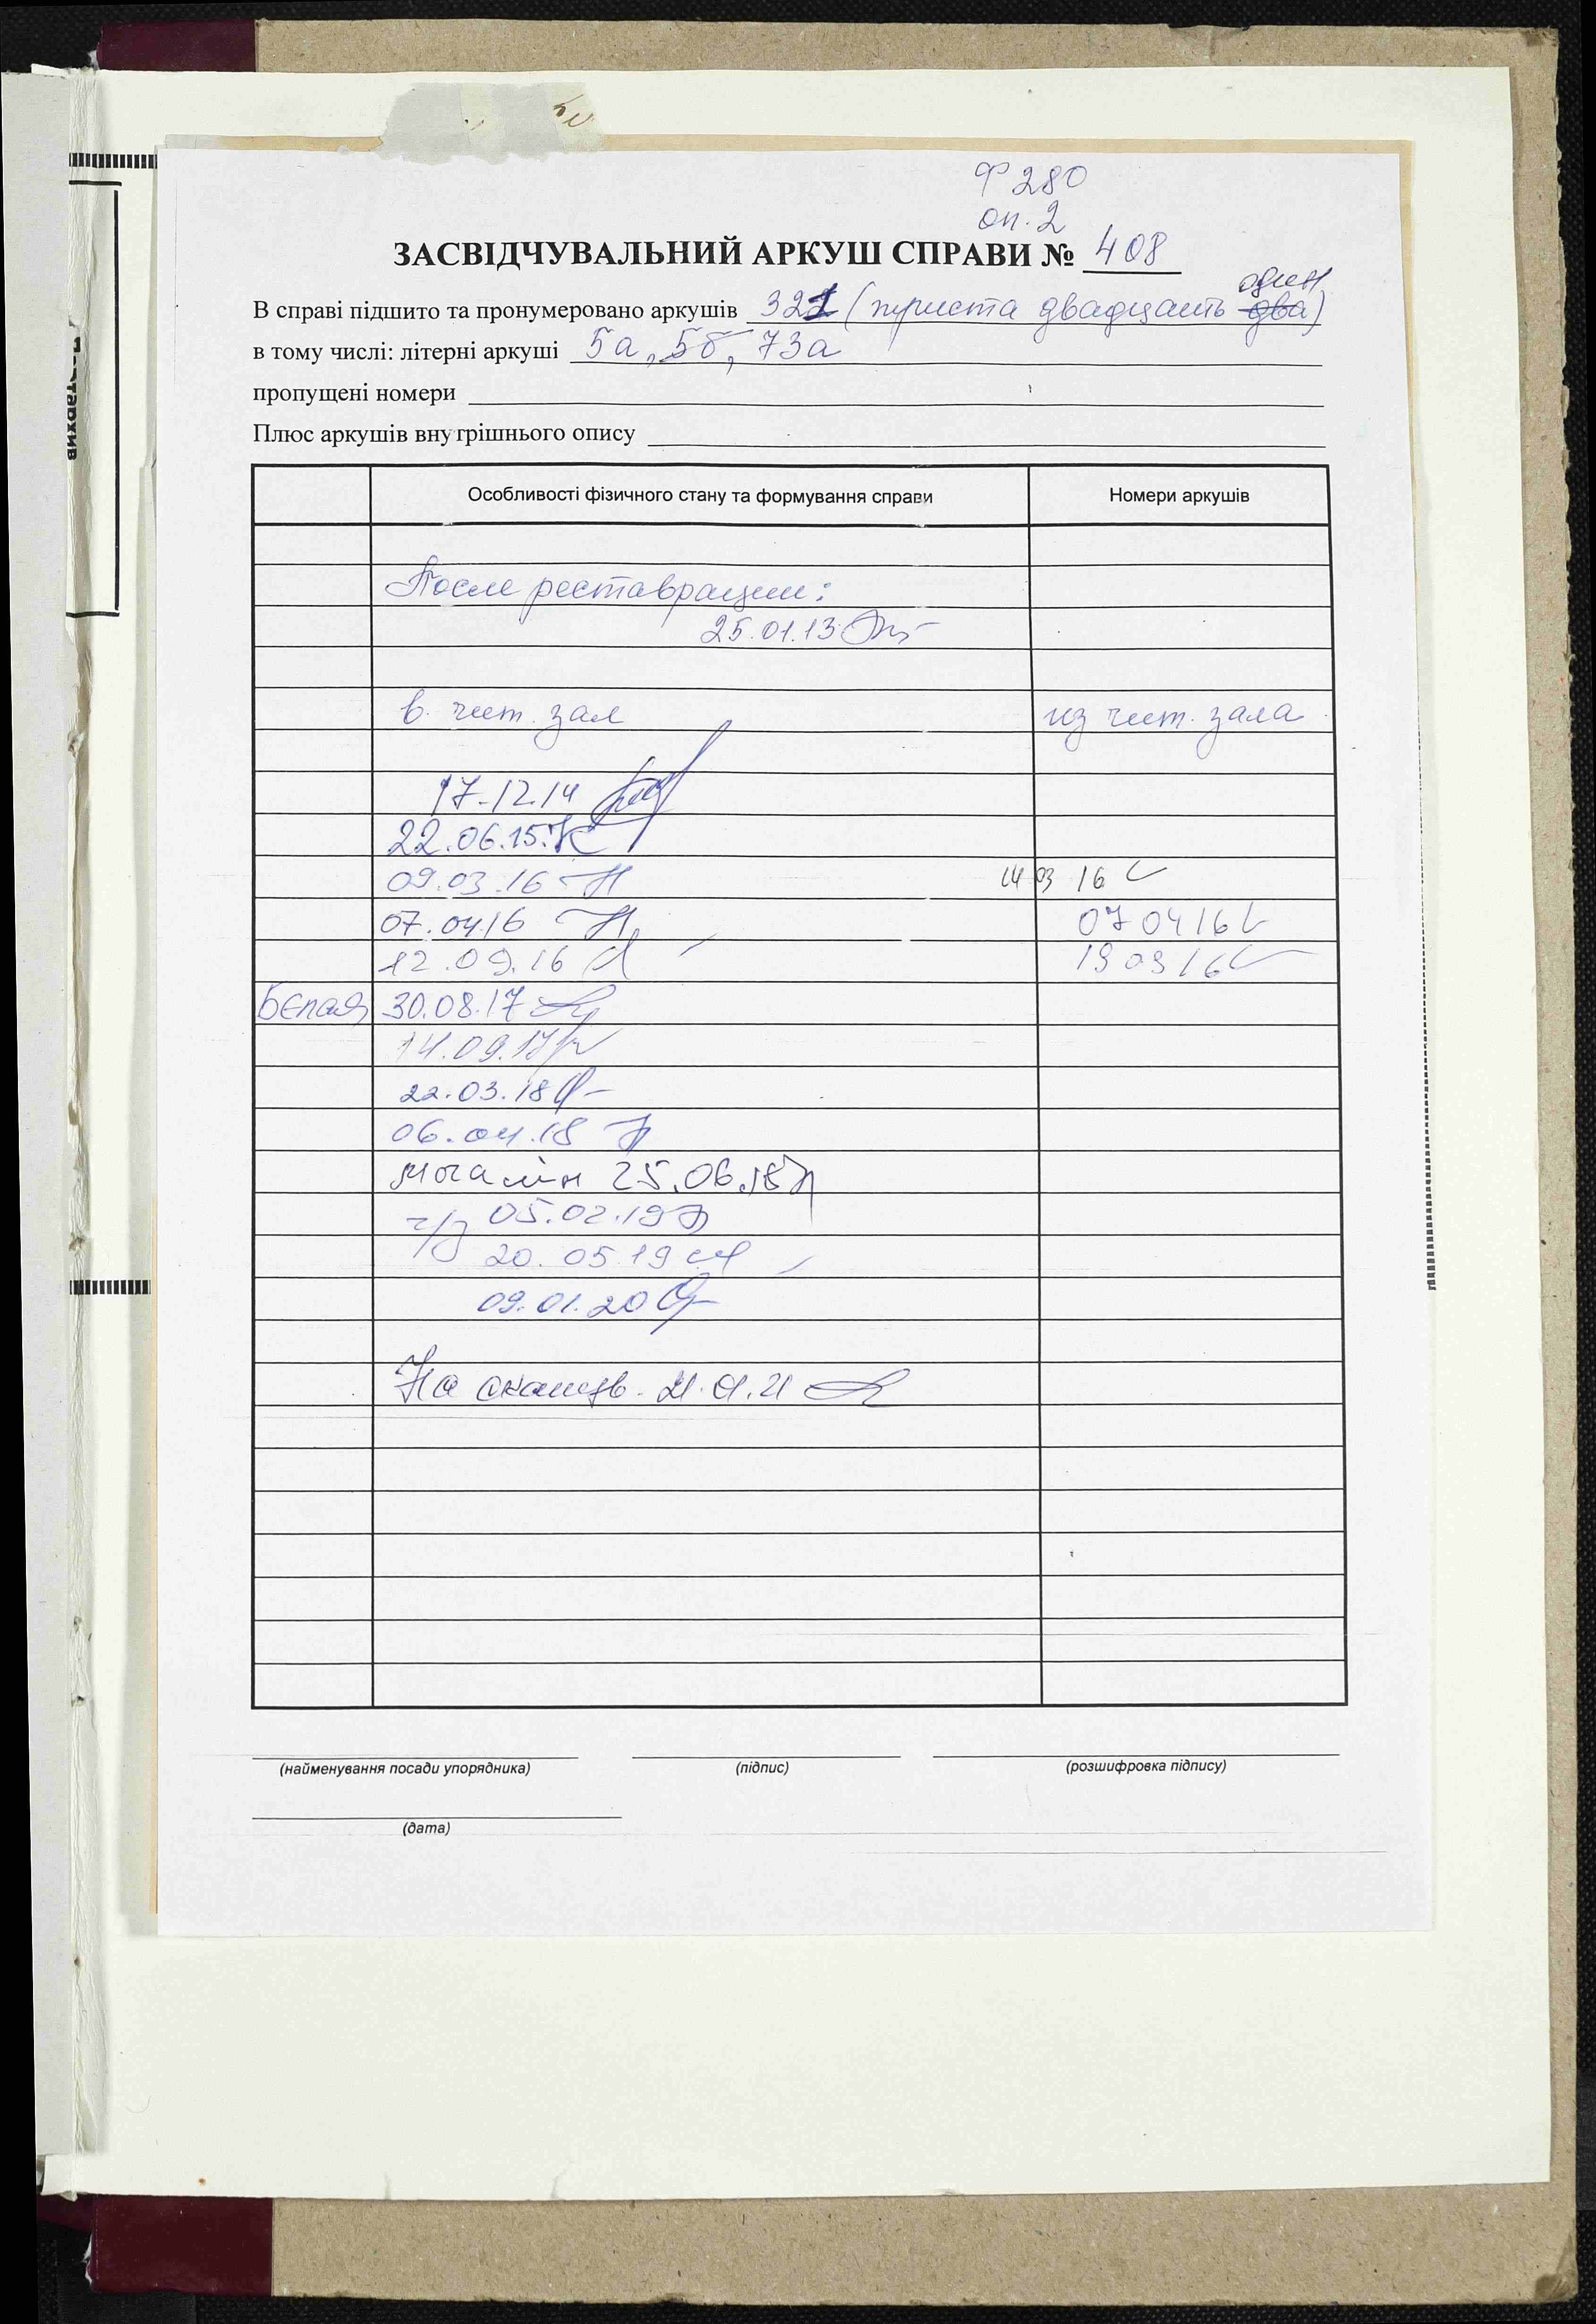 Ф 280
оп. 2
ЗАСВІДЧУВАЛЬНИЙ АРКУШ СПРАВИ № 408
один
В справі підшито та пронумеровано аркушів 321 (триста двадцать два)
в тому числі: літерні аркуші 5а, 5б, 73а
пропущені номери
Плюс аркушів внутрішнього опису
Особливості фізичного стану та формування справи Номери аркушів
После реставрации:
25.01.13
в чит. зал из чит. зала
17.12.14
22.06.15
09.03.16 14 03 16
07.04 16 07 04 16
12.09.16 19 09 16
Белая 30.08.17
14.09.17
22.03.18
06.04.18
25.06.18
ч/з 05.02.19
20.05.19
09.01.20
На сканув. 21.01.21
(найменування посади упорядника) (підпис) (розшифровка підпису)
(дата)